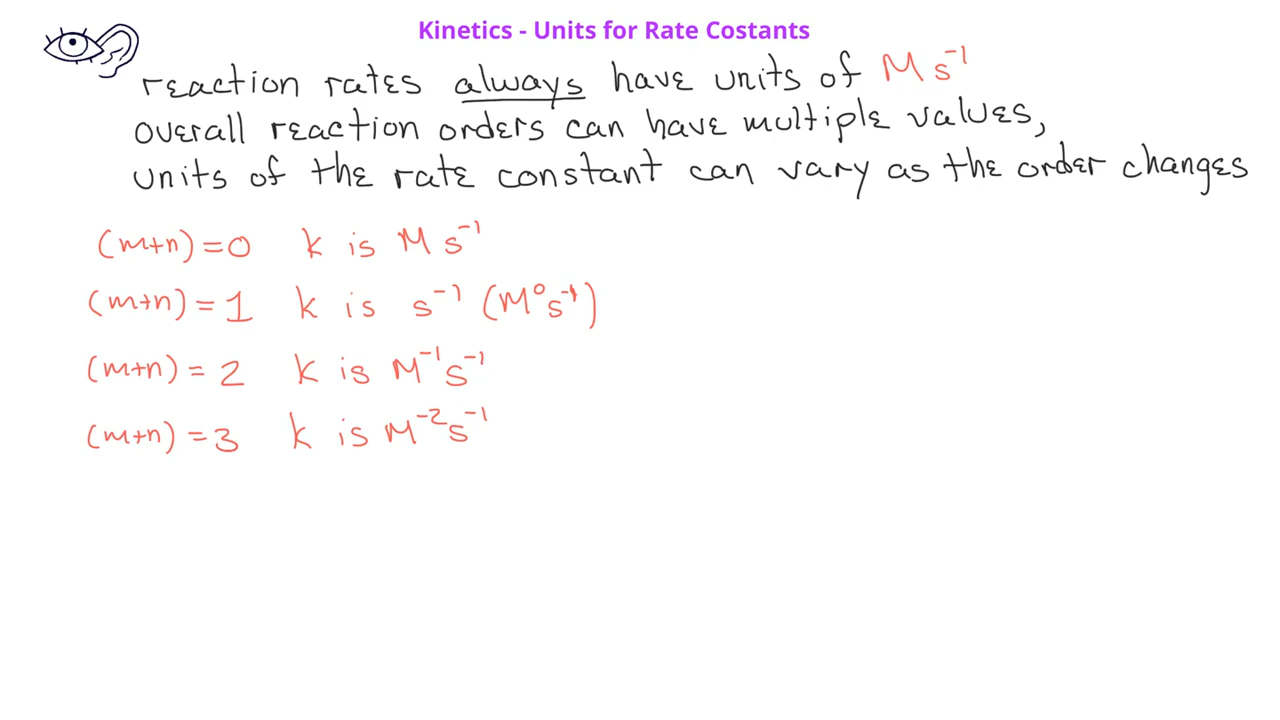 Kinetics - Units for Rate Costants
reaction rates always have units of M s⁻¹
overall reaction orders can have multiple values,
units of the rate constant can vary as the order changes
(m+n) = 0 k is M s⁻¹
(m+n) = 1 k is s⁻¹ (M⁰s⁻¹)
(m+n) = 2 k is M⁻¹s⁻¹
(m+n) = 3 k is M⁻²s⁻¹